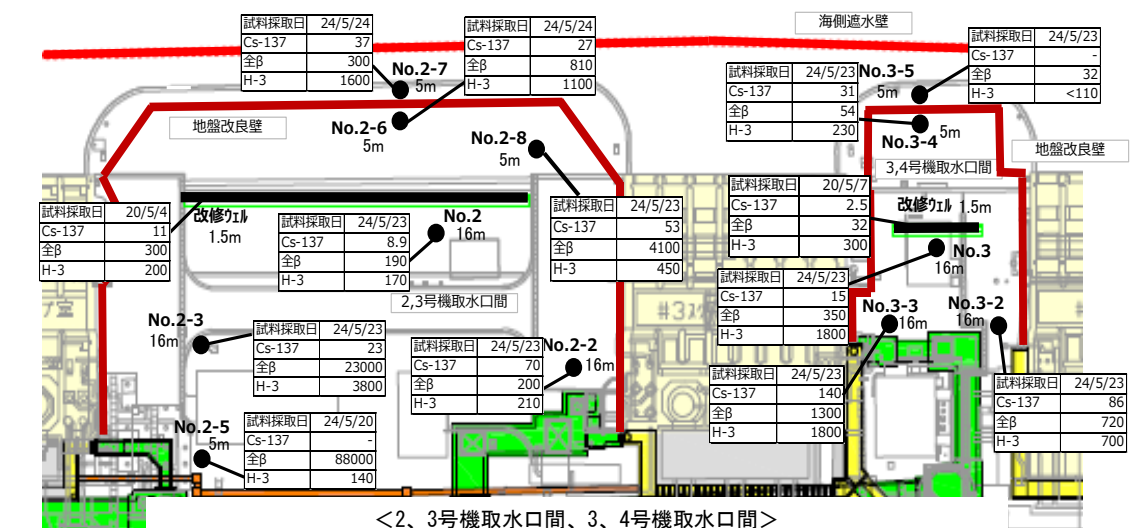 海側遮水壁
試料採取日 24/5/24
Cs-137 37
全β 300
H-3 1600
No.2-7
5m
試料採取日 24/5/24
Cs-137 27
全β 810
H-3 1100
No.2-6
5m
試料採取日 24/5/23
Cs-137 -
全β 32
H-3 <110
No.3-5
5m
試料採取日 24/5/23
Cs-137 31
全β 54
H-3 230
5m
No.3-4
地盤改良壁
地盤改良壁
No.2-8
5m
3,4号機取水口間
試料採取日 20/5/4
Cs-137 11
全β 300
H-3 200
改修ウェル
1.5m
試料採取日 24/5/23
Cs-137 8.9
全β 190
H-3 170
No.2
16m
試料採取日 24/5/23
Cs-137 53
全β 4100
H-3 450
試料採取日 20/5/7
Cs-137 2.5
全β 32
H-3 300
改修ウェル 1.5m
No.3
16m
2,3号機取水口間
試料採取日 24/5/23
Cs-137 15
全β 350
H-3 1800
No.2-3
16m
試料採取日 24/5/23
Cs-137 23
全β 23000
H-3 3800
試料採取日 24/5/23
Cs-137 70
全β 200
H-3 210
No.2-2
16m
No.3-3
16m
No.3-2
16m
試料採取日 24/5/23
Cs-137 140
全β 1300
H-3 1800
試料採取日 24/5/23
Cs-137 86
全β 720
H-3 700
No.2-5
5m
試料採取日 24/5/20
Cs-137 -
全β 88000
H-3 140
<2、3号機取水口間、3、4号機取水口間>